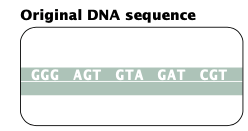 Original DNA sequence
GGG AGT GTA GAT CGT